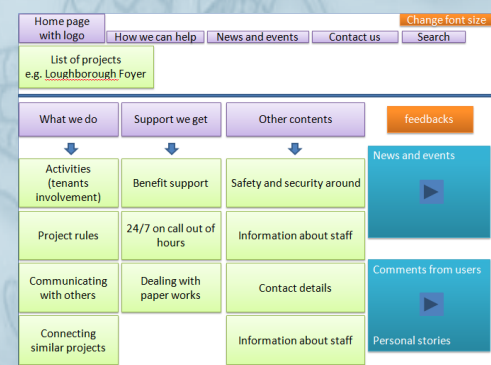 Home page
with logo
How we can help
News and events
Contact us
Search
Change font size
List of projects
e.g. Loughborough Foyer
What we do
Support we get
Other contents
feedbacks
Activities
(tenants
involvement)
Benefit support
Safety and security around
News and events
Project rules
24/7 on call out of
hours
Information about staff
Communicating
with others
Dealing with
paper works
Contact details
Comments from users
Personal stories
Connecting
similar projects
Information about staff